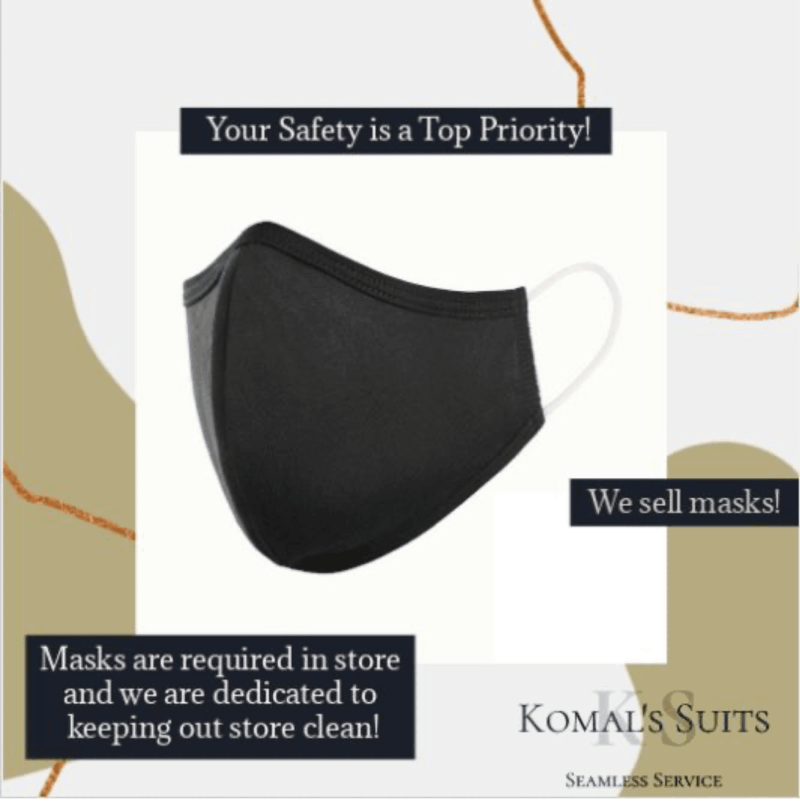 Your Safety is a Top Priority!
We sell masks!
Masks are required in store
and we are dedicated to
keeping out store clean!
KS
KOMAL'S SUITS
SEAMLESS SERVICE